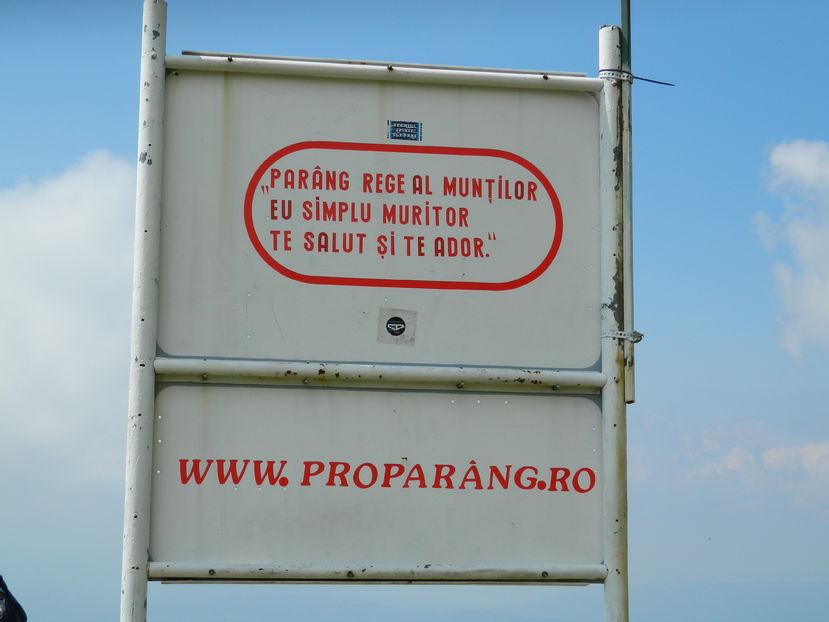 „PARÂNG REGE AL MUNȚILOR
EU SIMPLU MURITOR
TE SALUT ȘI TE ADOR."
WWW. PROPARÂNG.RO